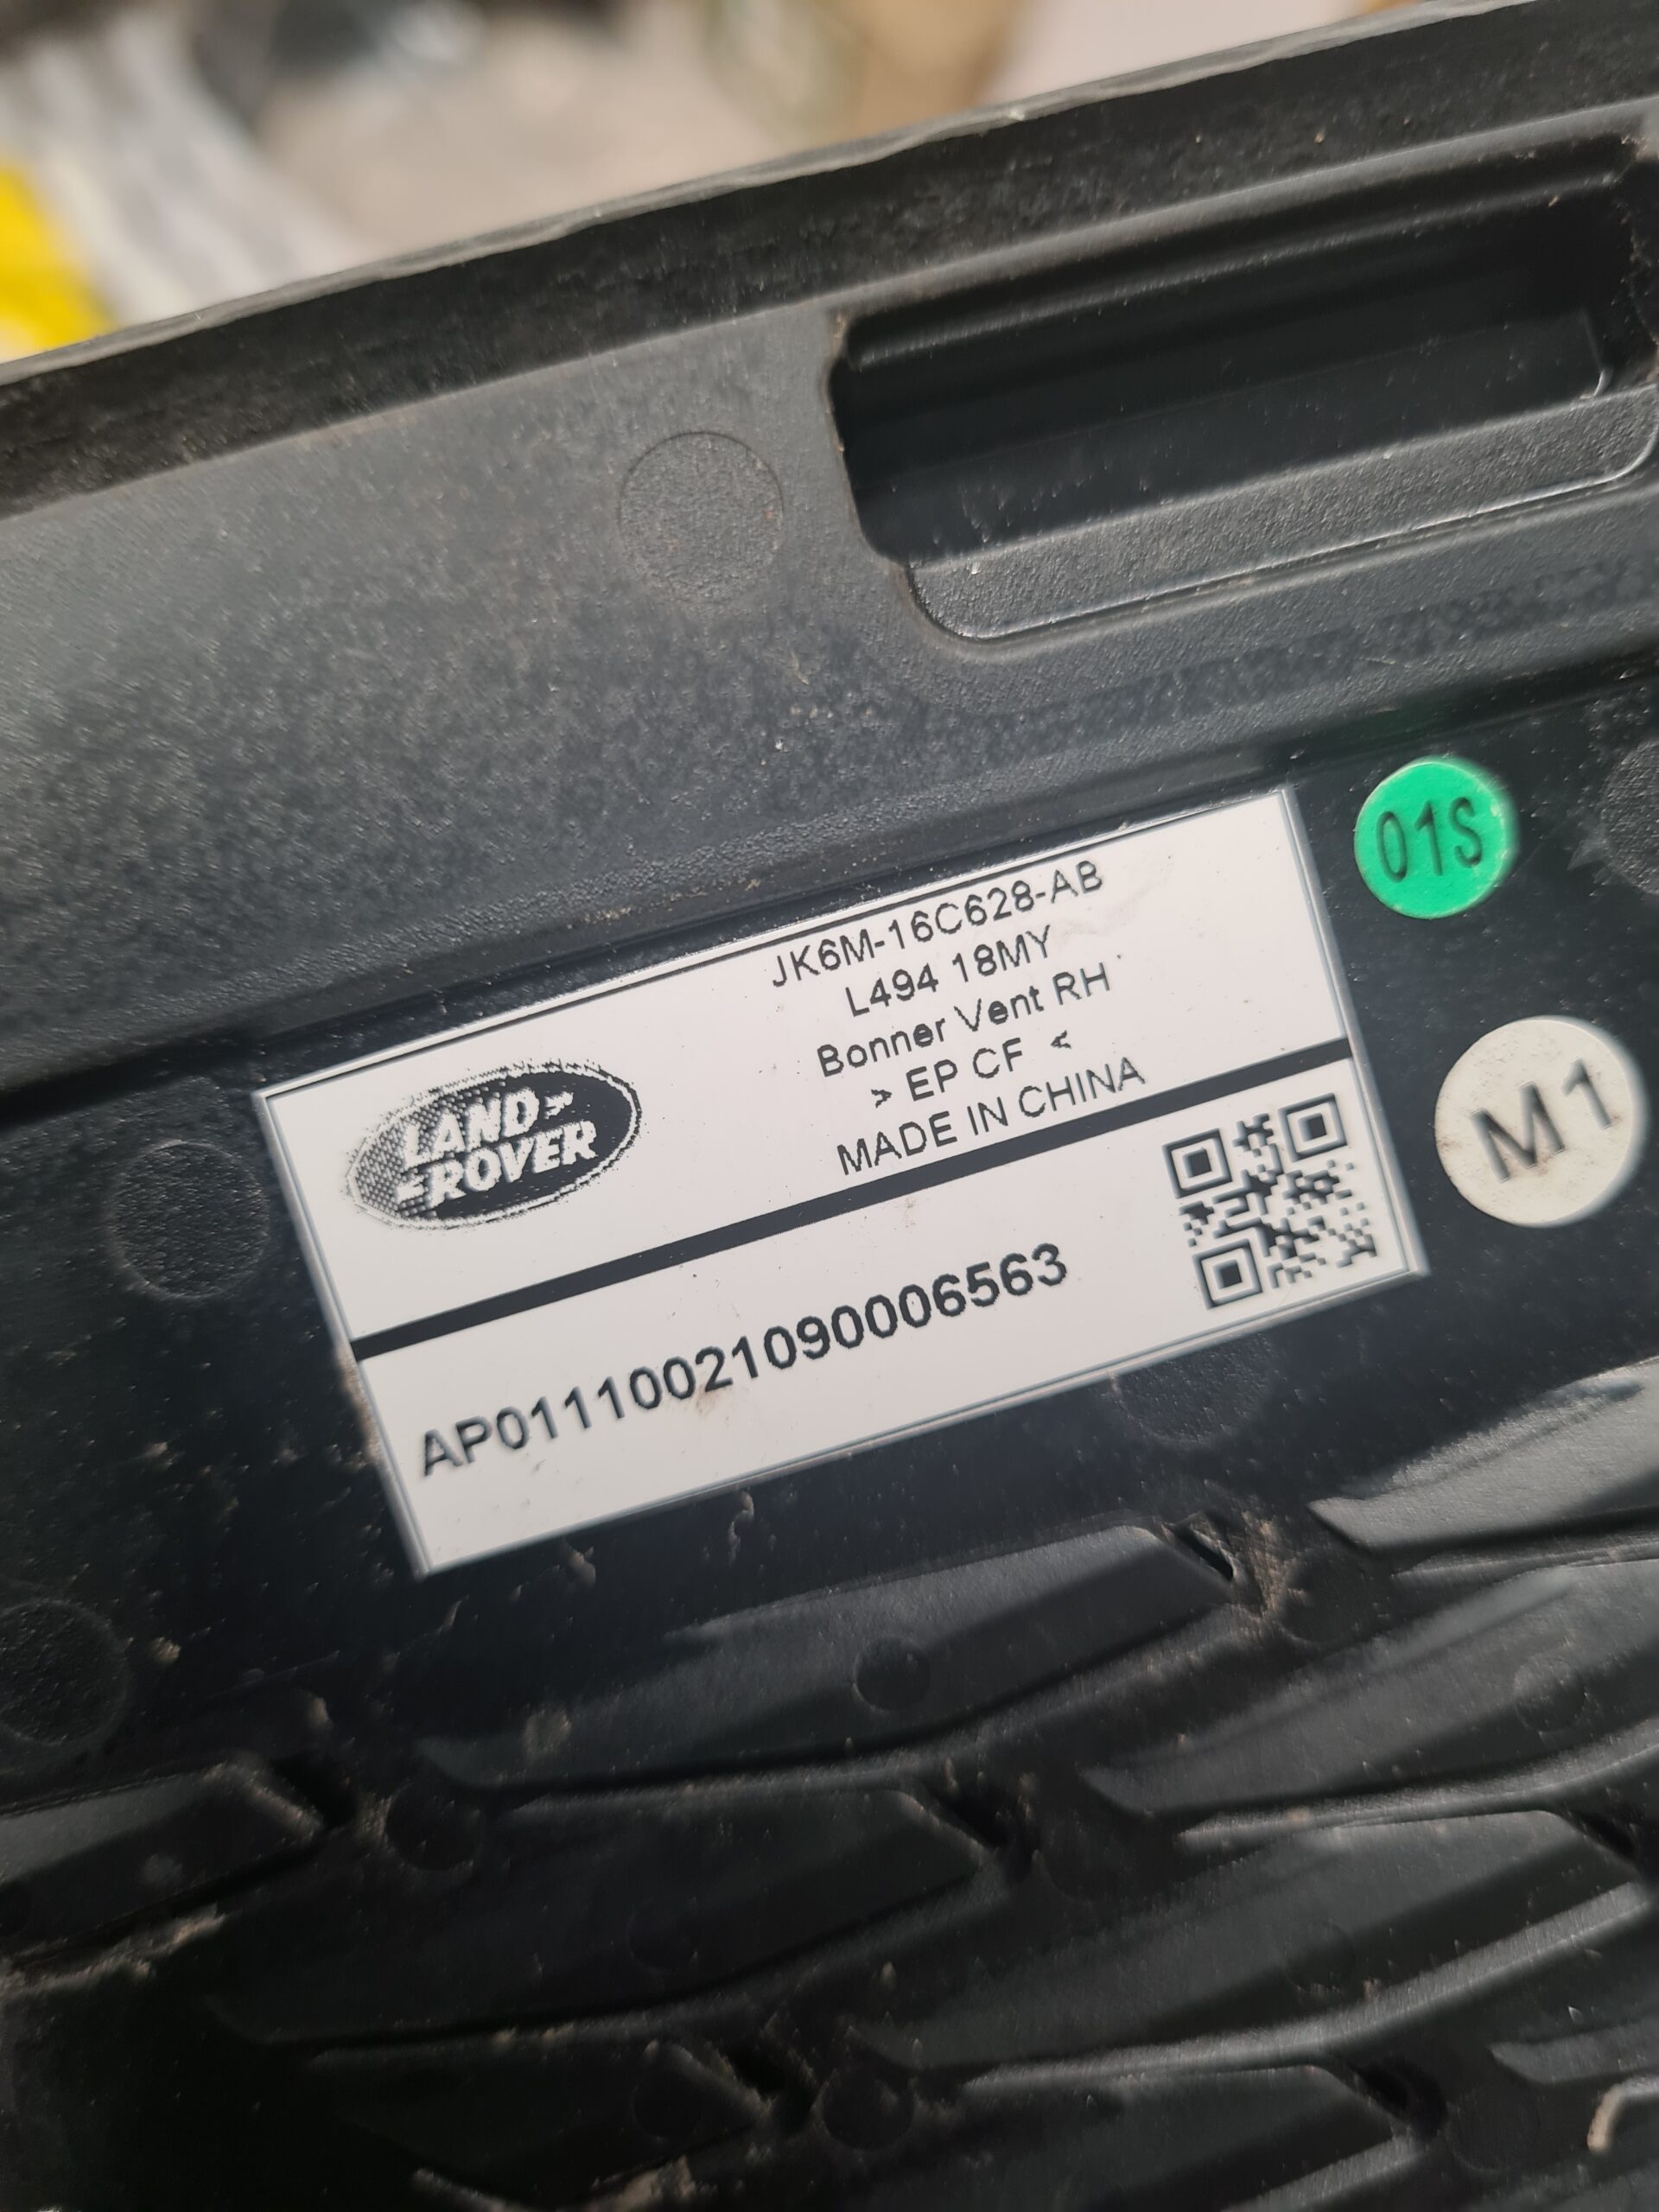 01S
JK6M-16C628-AB
L494 18MY
Bonner Vent RH
> EP CF <
MADE IN CHINA
LAND
ROVER
M1
AP01110021090006563